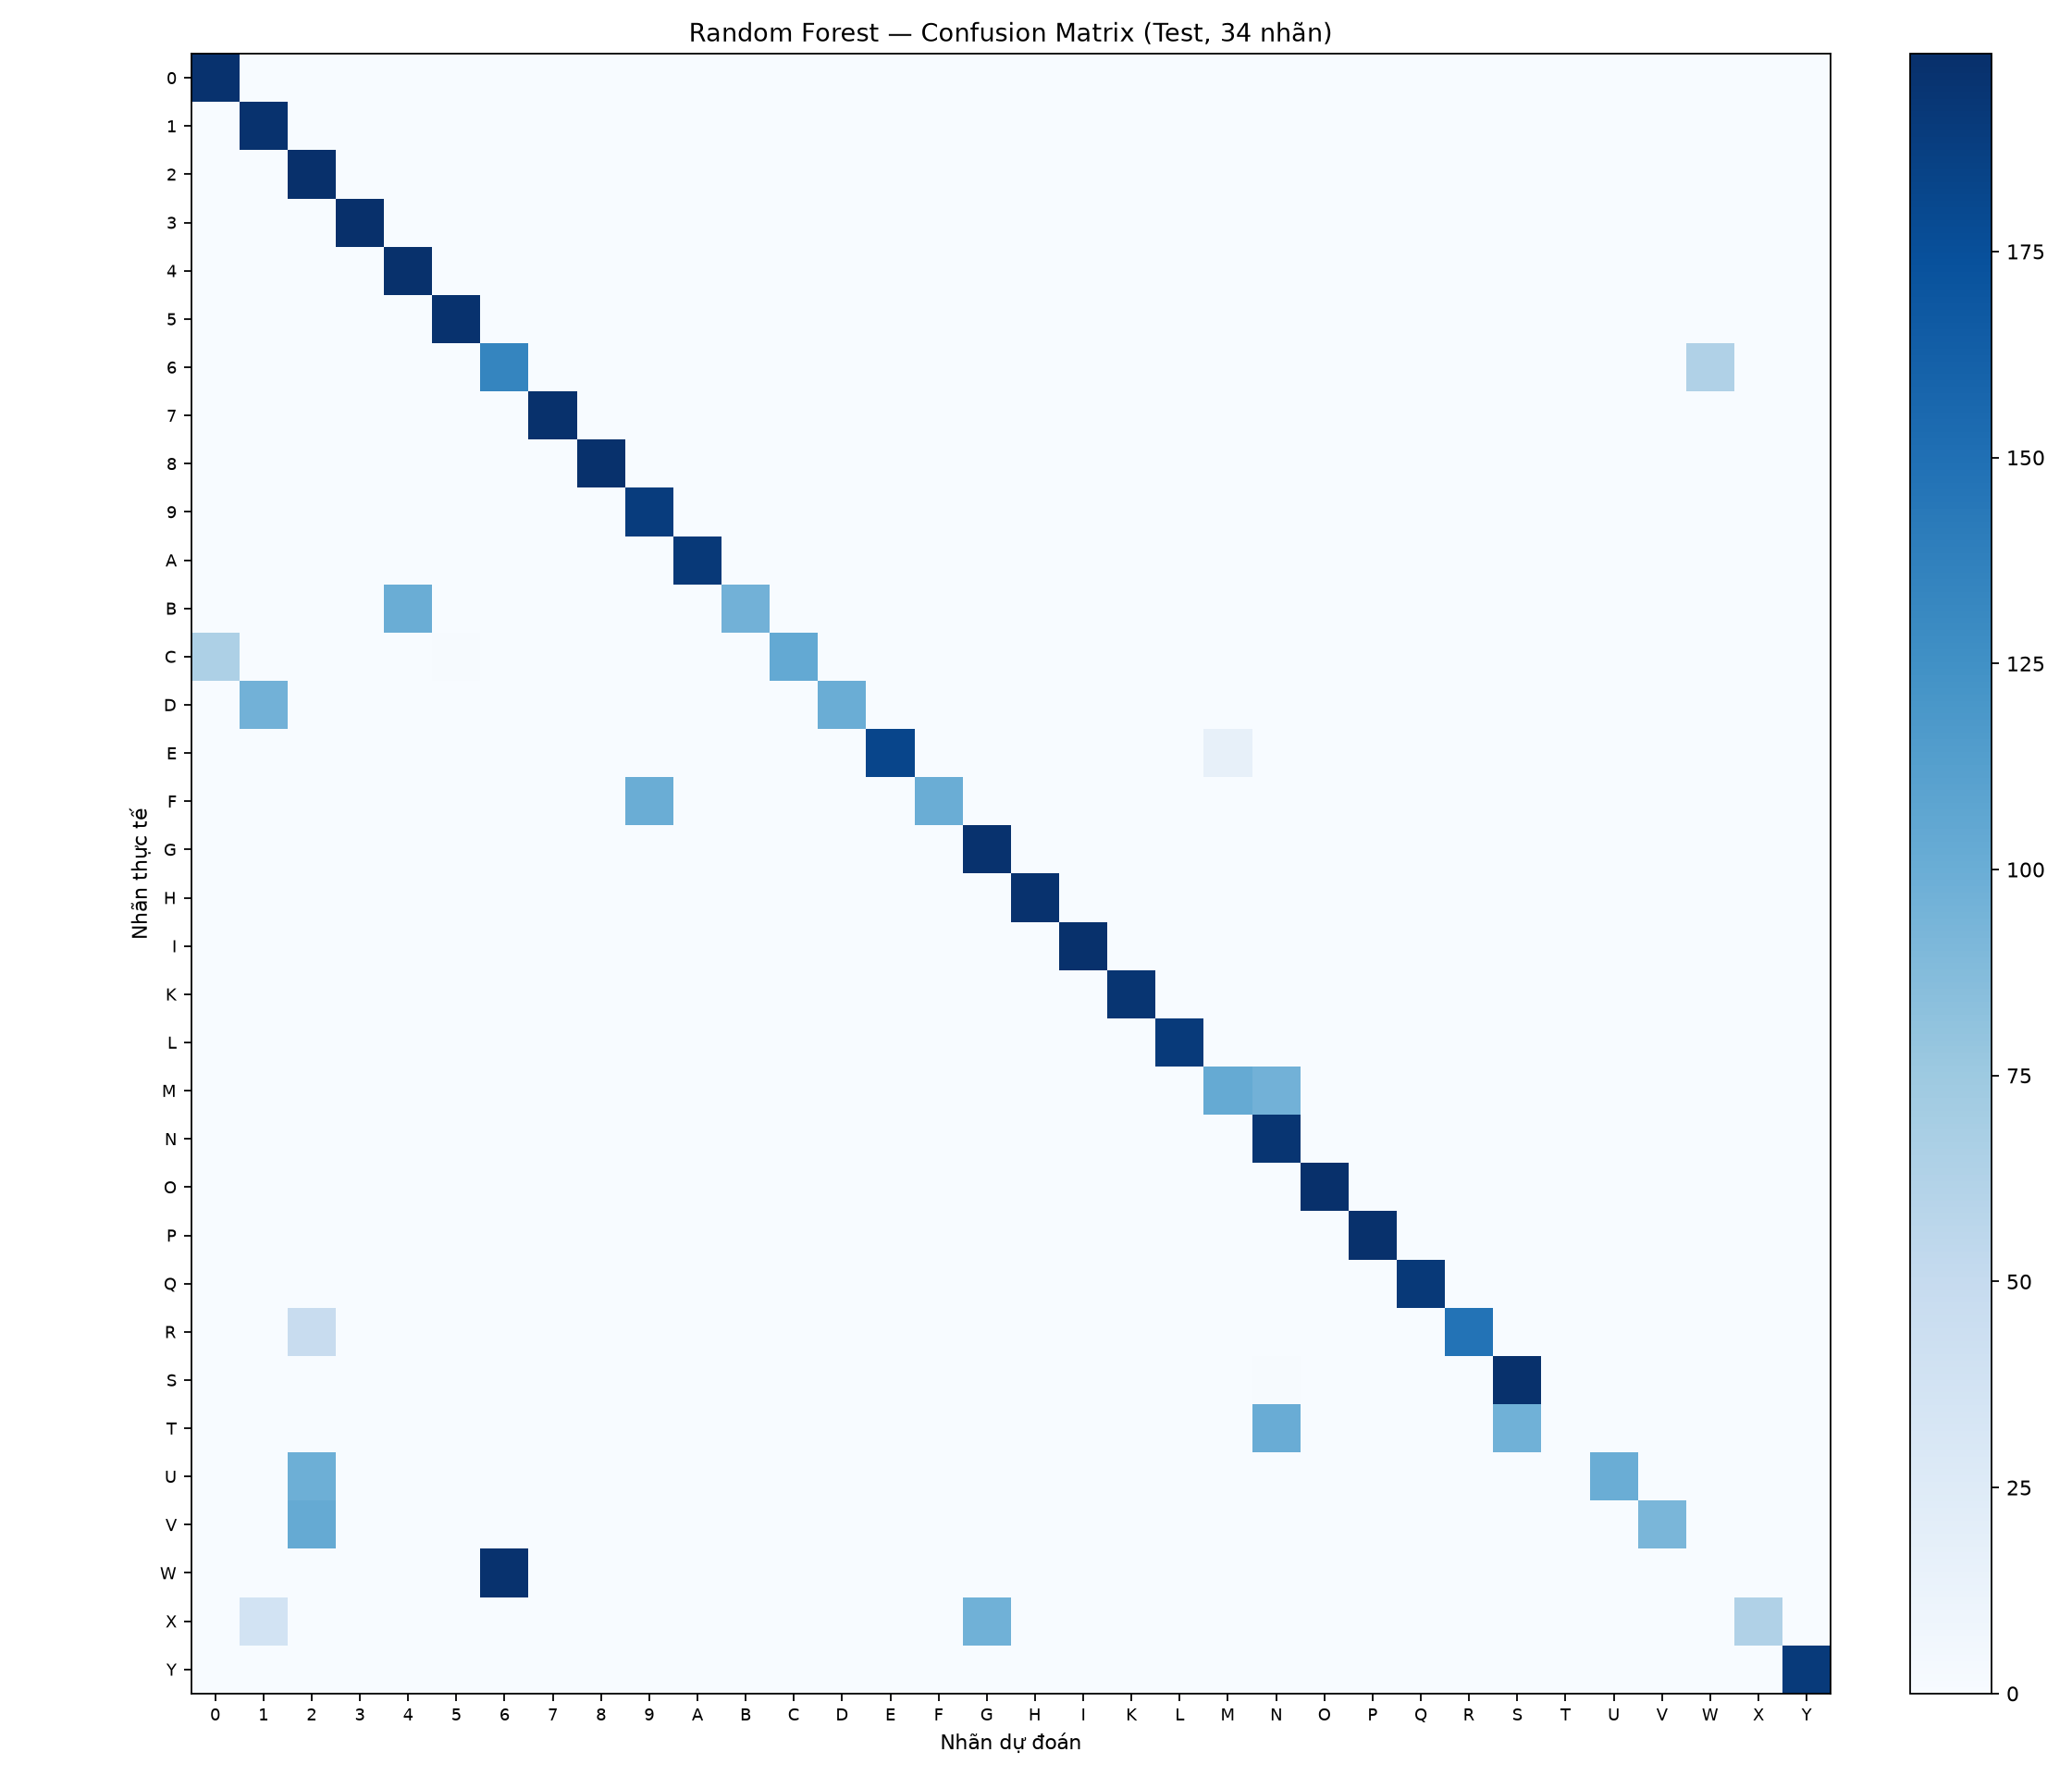 Random Forest — Confusion Matrix (Test, 34 nhãn)
Nhãn thực tế
0
1
2
3
4
5
6
7
8
9
A
B
C
D
E
F
G
H
I
K
L
M
N
O
P
Q
R
S
T
U
V
W
X
Y
0 1 2 3 4 5 6 7 8 9 A B C D E F G H I K L M N O P Q R S T U V W X Y
Nhãn dự đoán
175
150
125
100
75
50
25
0